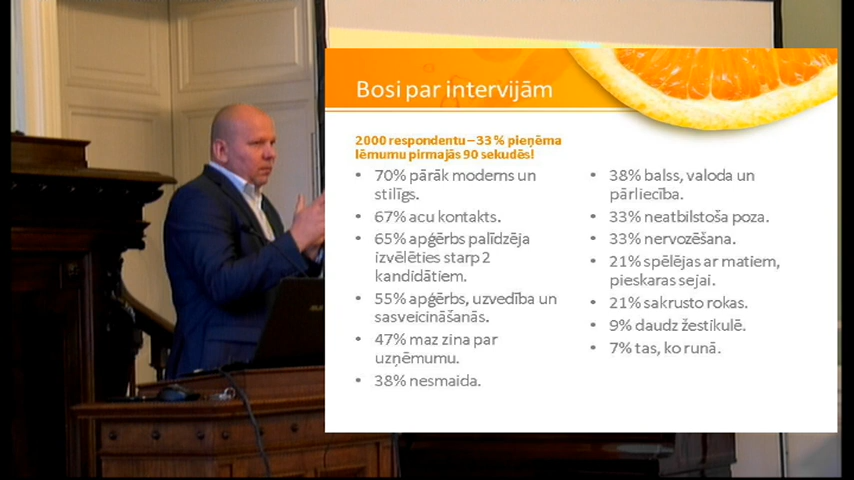 Bosi par intervijām
2000 respondentu – 33 % pieņēma
lēmumu pirmajās 90 sekudēs!
• 70% pārāk moderns un
stilīgs.
• 67% acu kontakts.
• 65% apģērbs palīdzēja
izvēlēties starp 2
kandidātiem.
• 55% apģērbs, uzvedība un
sasveicināšanās.
• 47% maz zina par
uzņēmumu.
• 38% nesmaida.
• 38% balss, valoda un
pārliecība.
• 33% neatbilstoša poza.
• 33% nervozēšana.
• 21% spēlējas ar matiem,
pieskaras sejai.
• 21% sakrusto rokas.
• 9% daudz žestikulē.
• 7% tas, ko runā.